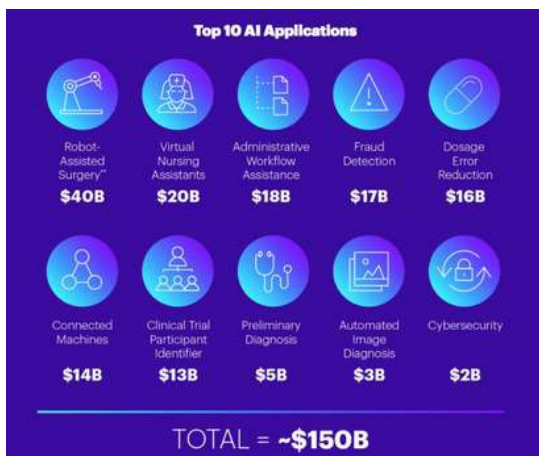 Top 10 AI Applications
Robot-
Assisted
Surgery**
$40B
Virtual
Nursing
Assistants
$20B
Administrative
Workflow
Assistance
$18B
Fraud
Detection
$17B
Dosage
Error
Reduction
$16B
Connected
Machines
$14B
Clinical Trial
Participant
Identifier
$13B
Preliminary
Diagnosis
$5B
Automated
Image
Diagnosis
$3B
Cybersecurity
$2B
TOTAL = ~$150B